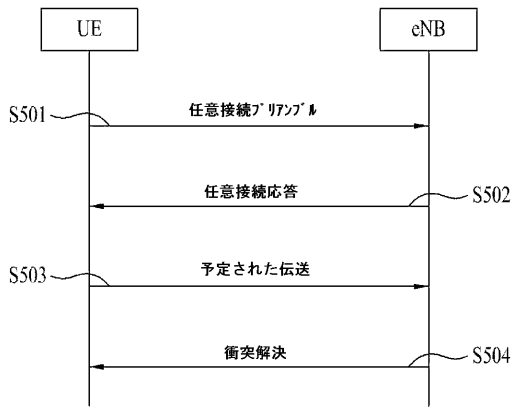 UE
eNB
S501
任意接続ﾌﾟﾘｱﾝﾌﾞﾙ
任意接続応答
S502
S503
予定された伝送
衝突解決
S504